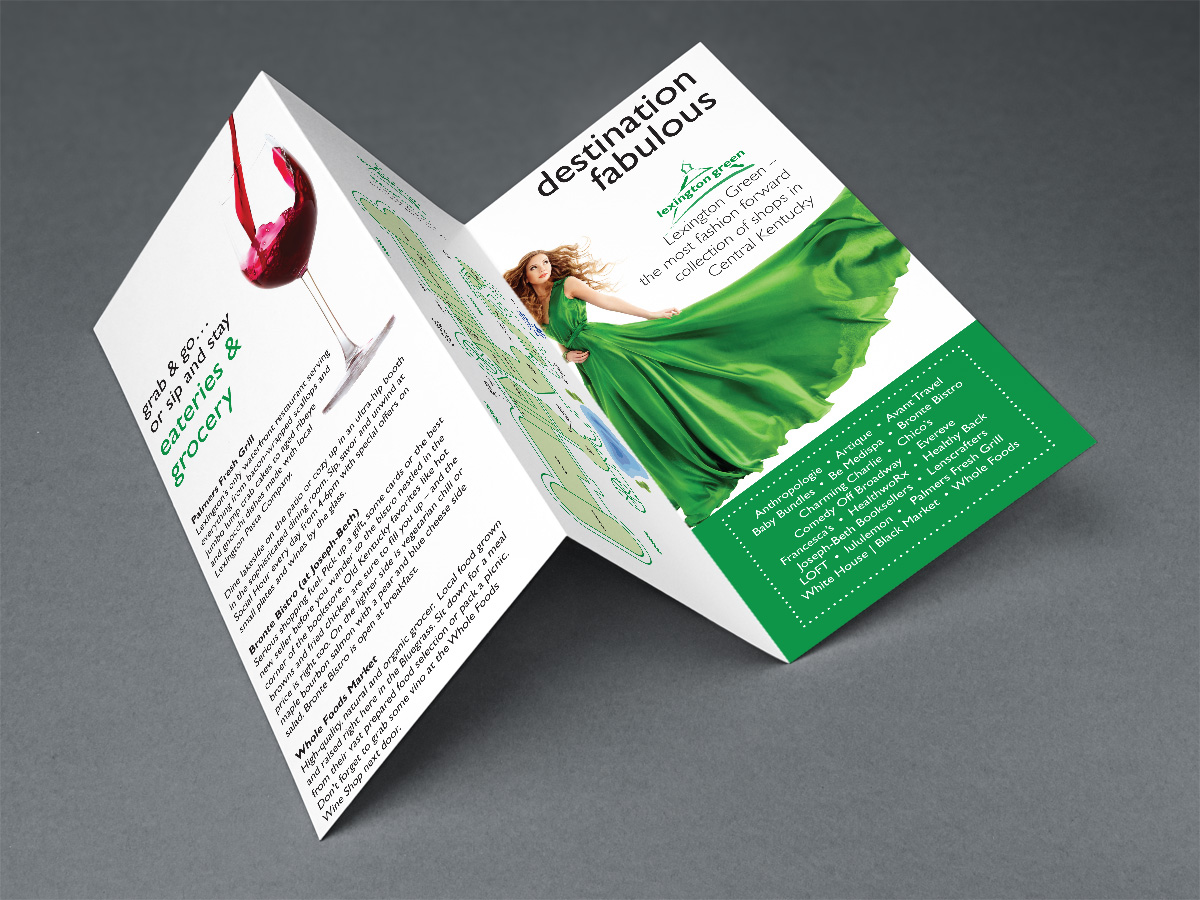 grab & go...
or sip and stay
eateries &
grocery
Palmers Fresh Grill
Lexington's only waterfront restaurant serving
everything from bacon-wrapped scallops and
jumbo lump crab cakes to aged ribeye
and gnocchi dishes made with local
Lexington Pasta Company.
Dine lakeside on the patio or cozy up in an ultra-hip booth
in the sophisticated dining room. Sip, savor and unwind at
Social Hour every day from 4-6pm with special offers on
small plates and wines by the glass.
Bronte Bistro (at Joseph-Beth)
Serious shopping fuel. Pick up a gift, some cards or the best
new seller before you wander to the bistro nestled in the
corner of the bookstore. Old Kentucky favorites like hot
browns and fried chicken are sure to fill you up – and the
price is right too. On the lighter side is vegetarian chili or
maple bourbon salmon with a pear and blue cheese side
salad. Bronte Bistro is open at breakfast.
Whole Foods Market
High-quality, natural and organic grocer. Local food grown
and raised right here in the Bluegrass. Sit down for a meal
from their vast prepared food selection or pack a picnic.
Don't forget to grab some vino at the Whole Foods
Wine Shop next door.
destination
fabulous
lexington green
Lexington Green –
the most fashion forward
collection of shops in
Central Kentucky
Anthropologie • Artique • Avant Travel
Baby Bundles • Be Medispa • Bronte Bistro
Charming Charlie • Chico's
Comedy Off Broadway • Evereve
Francesca's • HealthwoRx • Healthy Back
Joseph-Beth Booksellers • Lenscrafters
LOFT • lululemon • Palmers Fresh Grill
White House | Black Market • Whole Foods